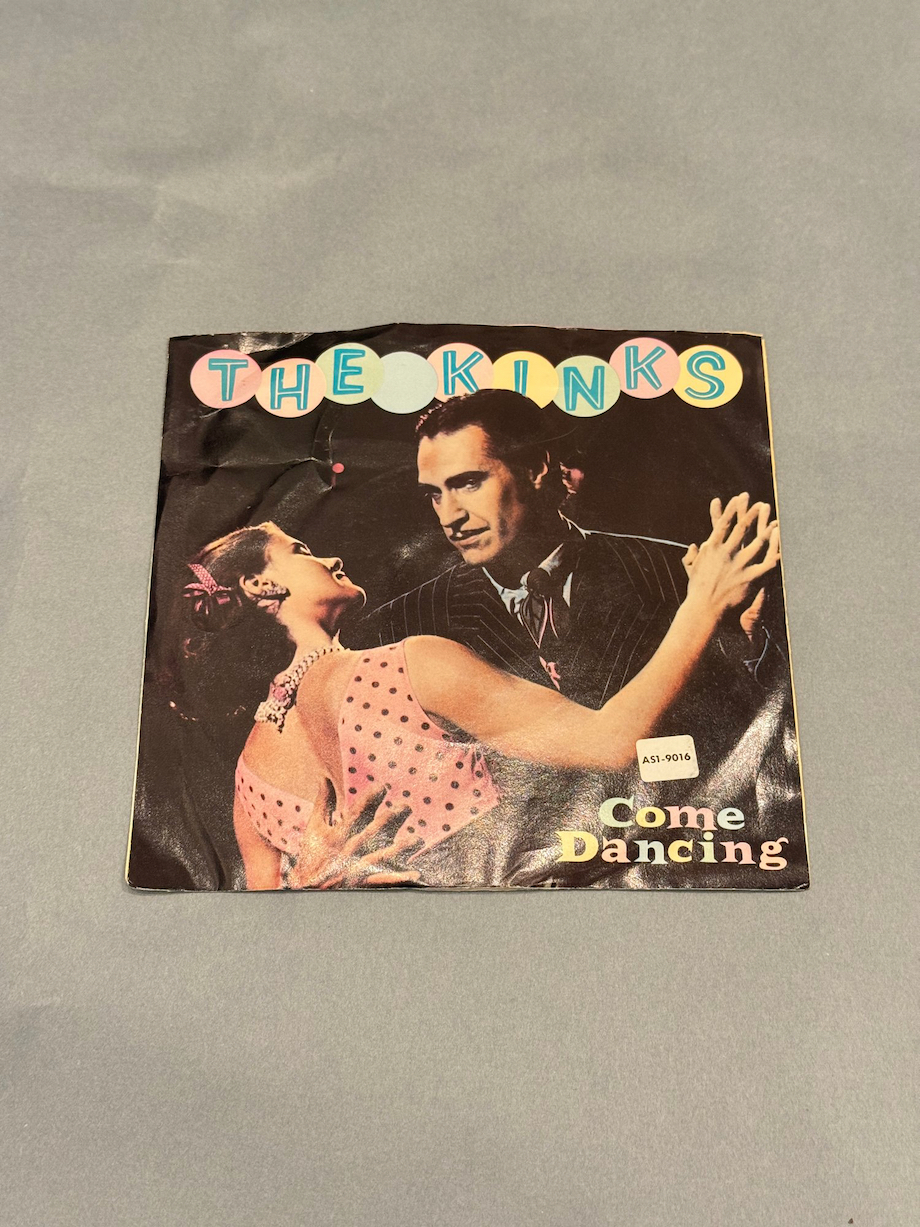 THE KINKS
AS1-9016
Come
Dancing